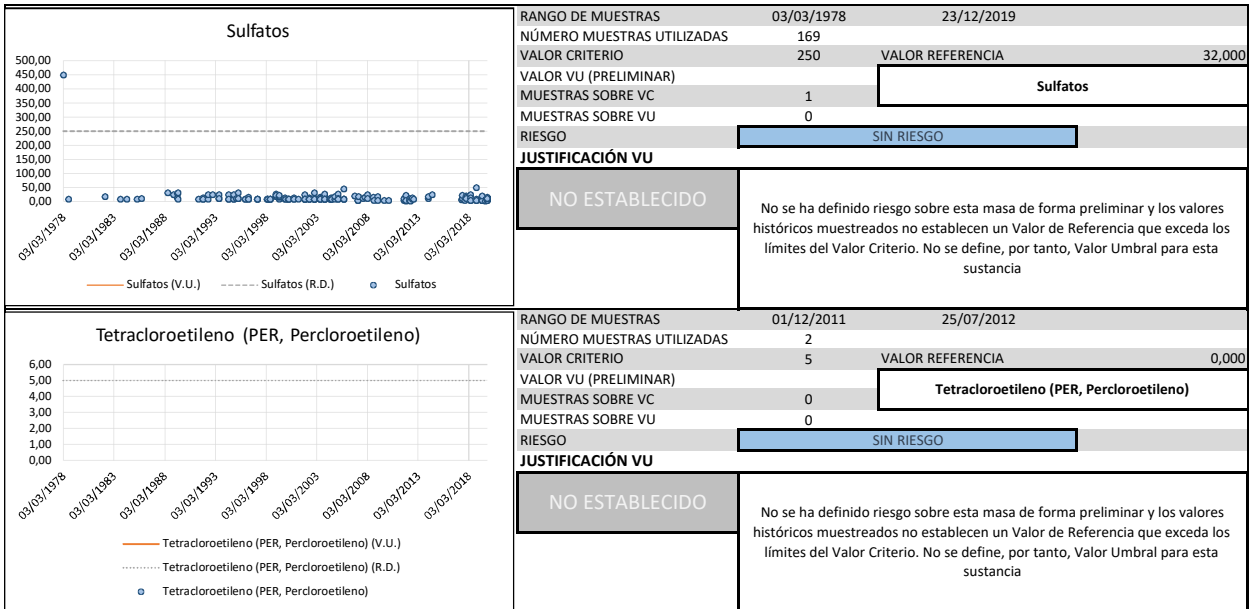 Sulfatos
500,00
450,00
400,00
350,00
300,00
250,00
200,00
150,00
100,00
50,00
0,00
03/03/1978
03/03/1983
03/03/1988
03/03/1993
03/03/1998
03/03/2003
03/03/2008
03/03/2013
03/03/2018
Sulfatos (V.U.) Sulfatos (R.D.) Sulfatos
RANGO DE MUESTRAS 03/03/1978 23/12/2019
NÚMERO MUESTRAS UTILIZADAS 169
VALOR CRITERIO 250 VALOR REFERENCIA 32,000
VALOR VU (PRELIMINAR)
Sulfatos
MUESTRAS SOBRE VC 1
MUESTRAS SOBRE VU 0
RIESGO SIN RIESGO
JUSTIFICACIÓN VU
NO ESTABLECIDO
No se ha definido riesgo sobre esta masa de forma preliminar y los valores
históricos muestreados no establecen un Valor de Referencia que exceda los
límites del Valor Criterio. No se define, por tanto, Valor Umbral para esta
sustancia
Tetracloroetileno (PER, Percloroetileno)
6,00
5,00
4,00
3,00
2,00
1,00
0,00
03/03/1978
03/03/1983
03/03/1988
03/03/1993
03/03/1998
03/03/2003
03/03/2008
03/03/2013
03/03/2018
Tetracloroetileno (PER, Percloroetileno) (V.U.)
Tetracloroetileno (PER, Percloroetileno) (R.D.)
Tetracloroetileno (PER, Percloroetileno)
RANGO DE MUESTRAS 01/12/2011 25/07/2012
NÚMERO MUESTRAS UTILIZADAS 2
VALOR CRITERIO 5 VALOR REFERENCIA 0,000
VALOR VU (PRELIMINAR)
Tetracloroetileno (PER, Percloroetileno)
MUESTRAS SOBRE VC 0
MUESTRAS SOBRE VU 0
RIESGO SIN RIESGO
JUSTIFICACIÓN VU
NO ESTABLECIDO
No se ha definido riesgo sobre esta masa de forma preliminar y los valores
históricos muestreados no establecen un Valor de Referencia que exceda los
límites del Valor Criterio. No se define, por tanto, Valor Umbral para esta
sustancia